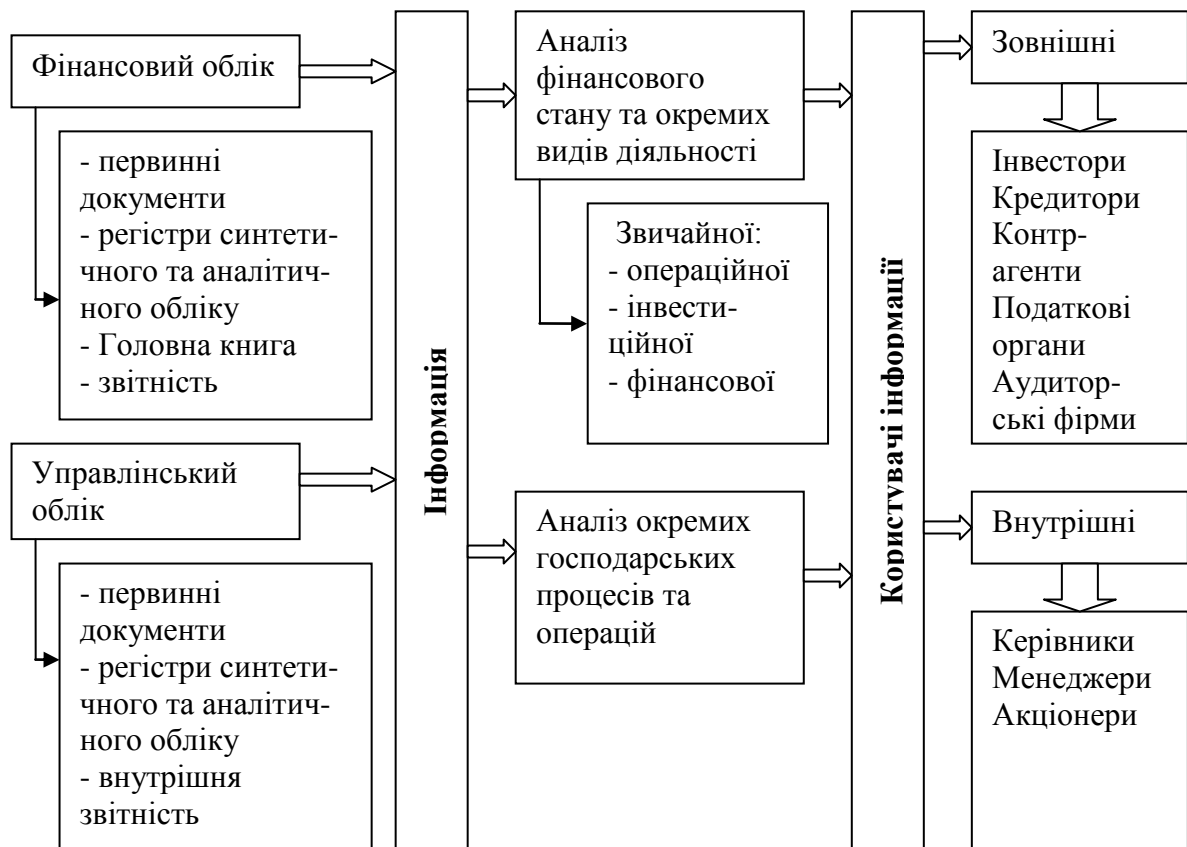 Фінансовий облік
- первинні
документи
- регістри синтети-
чного та аналітич-
ного обліку
- Головна книга
- звітність
Управлінський
облік
- первинні
документи
- регістри синтети-
чного та аналітич-
ного обліку
- внутрішня
звітність
Інформація
Аналіз
фінансового
стану та окремих
видів діяльності
Звичайної:
- операційної
- інвести-
ційної
- фінансової
Аналіз окремих
господарських
процесів та
операцій
Користувачі інформації
Зовнішні
Інвестори
Кредитори
Контр-
агенти
Податкові
органи
Аудитор-
ські фірми
Внутрішні
Керівники
Менеджери
Акціонери